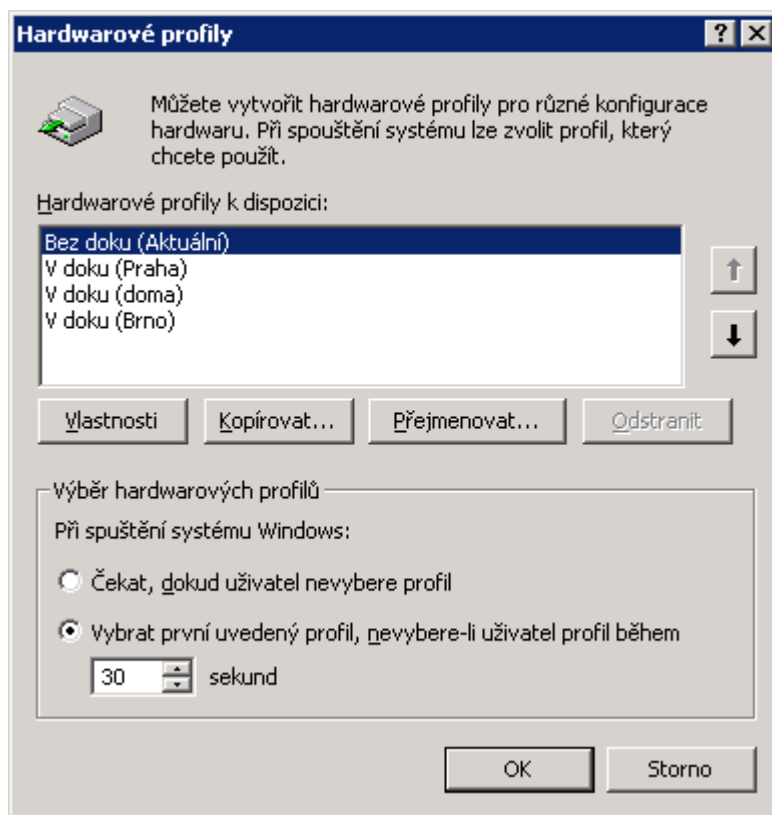 Hardwarové profily
Můžete vytvořit hardwarové profily pro různé konfigurace
hardwaru. Při spouštění systému lze zvolit profil, který
chcete použít.
Hardwarové profily k dispozici:
Bez doku (Aktuální)
V doku (Praha)
V doku (doma)
V doku (Brno)
Vlastnosti
Kopírovat...
Přejmenovat...
Odstranit
Výběr hardwarových profilů
Při spuštění systému Windows:
Čekat, dokud uživatel nevybere profil
Vybrat první uvedený profil, nevybere-li uživatel profil během
30 sekund
OK
Storno